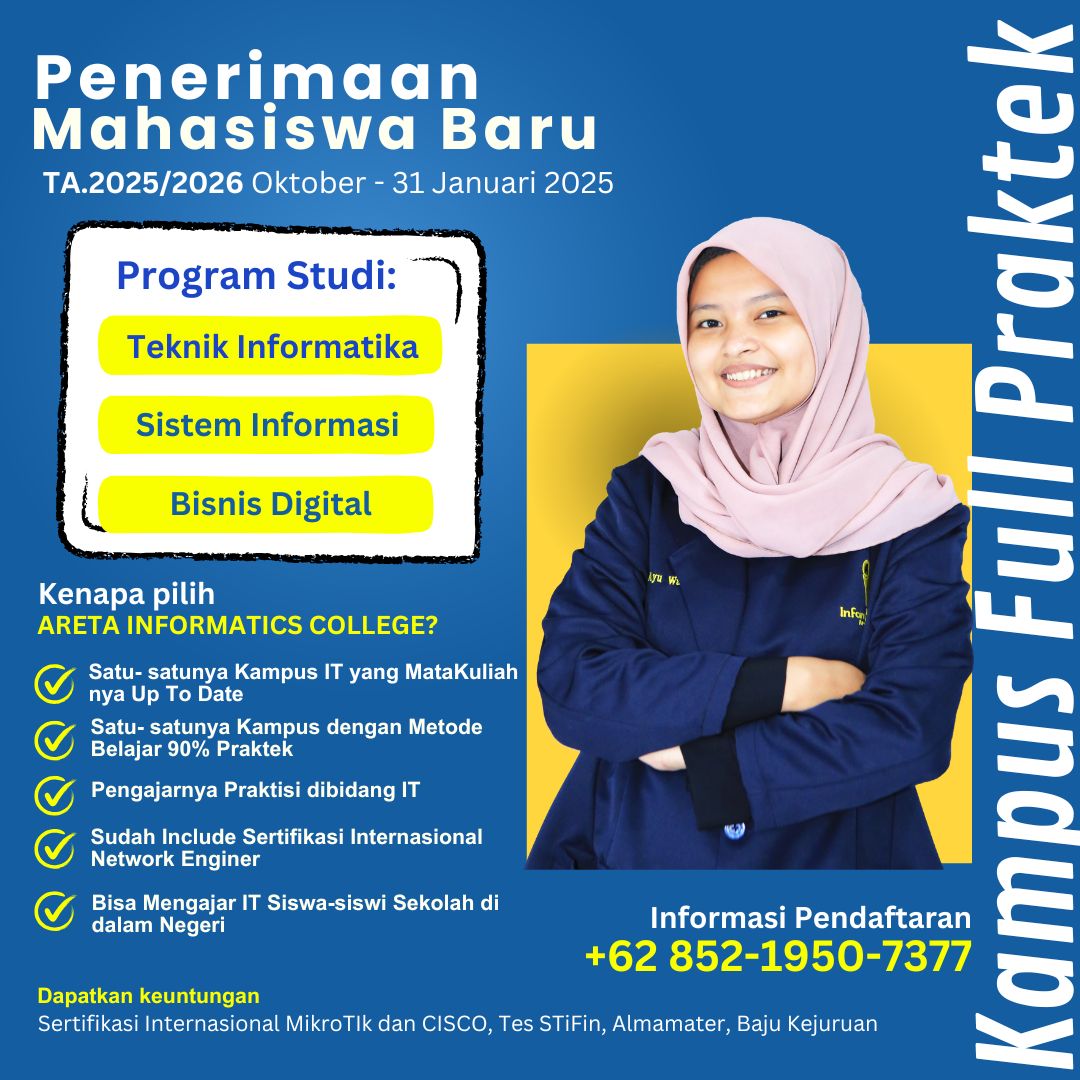 Penerimaan
Mahasiswa Baru
TA.2025/2026 Oktober - 31 Januari 2025
Program Studi:
Teknik Informatika
Sistem Informasi
Bisnis Digital
Kenapa pilih
ARETA INFORMATICS COLLEGE?
Satu- satunya Kampus IT yang MataKuliah
nya Up To Date
Satu- satunya Kampus dengan Metode
Belajar 90% Praktek
Pengajarnya Praktisi dibidang IT
Sudah Include Sertifikasi Internasional
Network Enginer
Bisa Mengajar IT Siswa-siswi Sekolah di
dalam Negeri
Informasi Pendaftaran
+62 852-1950-7377
Dapatkan keuntungan
Sertifikasi Internasional MikroTIk dan CISCO, Tes STiFin, Almamater, Baju Kejuruan
Kampus Full Praktek